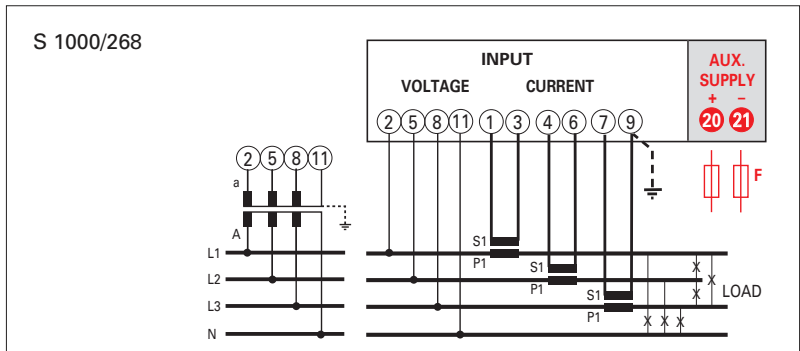 S 1000/268
INPUT
VOLTAGE CURRENT
2 5 8 11 1 3 4 6 7 9
AUX.
SUPPLY
+ −
20 21
F
2 5 8 11
a
A
L1
L2
L3
N
S1
P1
S1
P1
S1
P1
X
X
X
X X X
LOAD